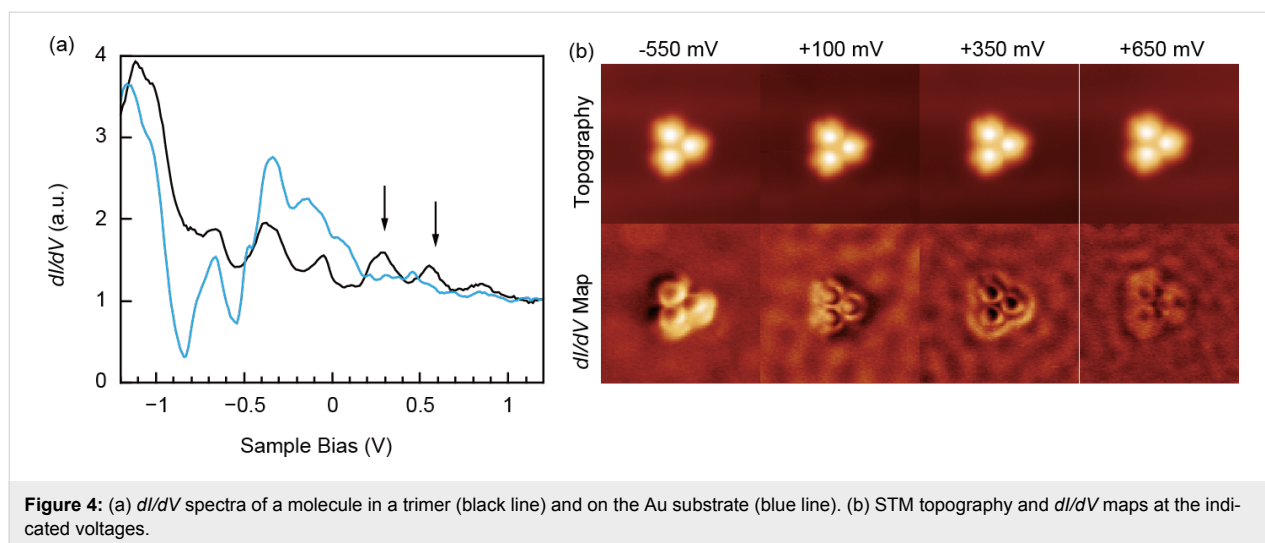 (a)
4
3
2
1
0
dI/dV (a.u.)
−1 −0.5 0 0.5 1
Sample Bias (V)
(b) -550 mV +100 mV +350 mV +650 mV
Topography
dI/dV Map
Figure 4: (a) dI/dV spectra of a molecule in a trimer (black line) and on the Au substrate (blue line). (b) STM topography and dI/dV maps at the indi-
cated voltages.